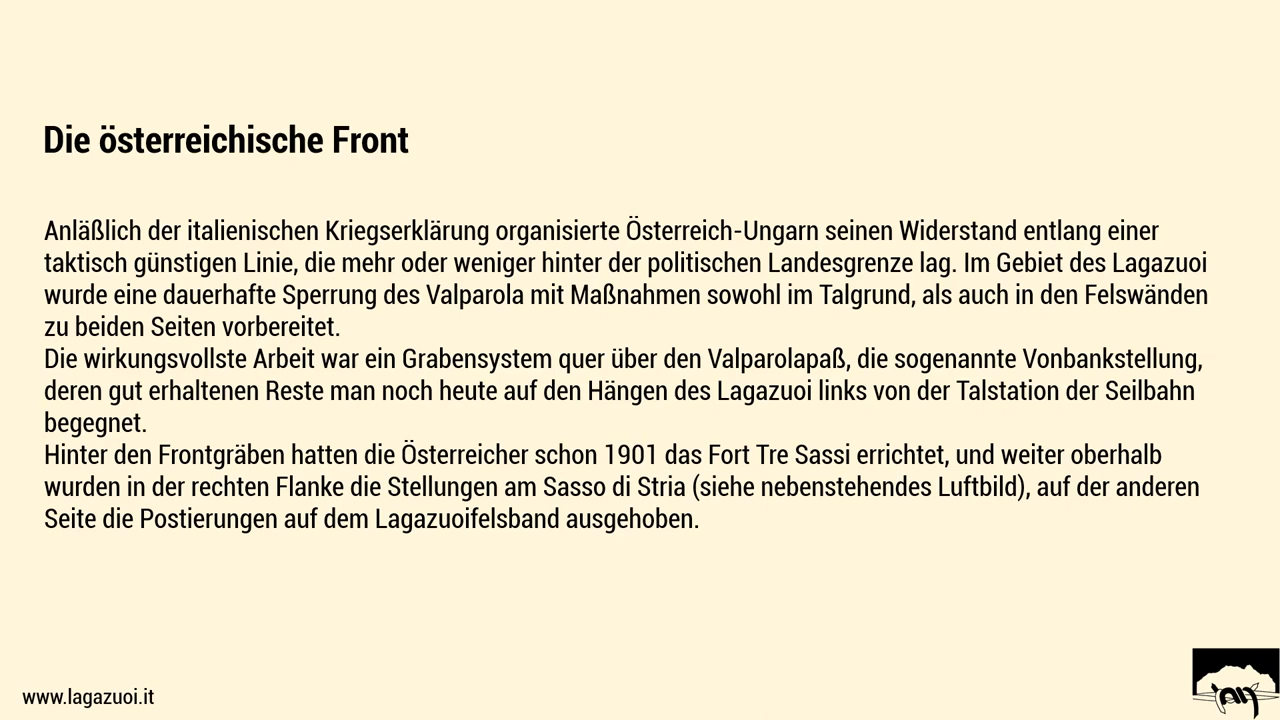 Die österreichische Front
Anläßlich der italienischen Kriegserklärung organisierte Österreich-Ungarn seinen Widerstand entlang einer
taktisch günstigen Linie, die mehr oder weniger hinter der politischen Landesgrenze lag. Im Gebiet des Lagazuoi
wurde eine dauerhafte Sperrung des Valparola mit Maßnahmen sowohl im Talgrund, als auch in den Felswänden
zu beiden Seiten vorbereitet.
Die wirkungsvollste Arbeit war ein Grabensystem quer über den Valparolapaß, die sogenannte Vonbankstellung,
deren gut erhaltenen Reste man noch heute auf den Hängen des Lagazuoi links von der Talstation der Seilbahn
begegnet.
Hinter den Frontgräben hatten die Österreicher schon 1901 das Fort Tre Sassi errichtet, und weiter oberhalb
wurden in der rechten Flanke die Stellungen am Sasso di Stria (siehe nebenstehendes Luftbild), auf der anderen
Seite die Postierungen auf dem Lagazuoifelsband ausgehoben.
www.lagazuoi.it